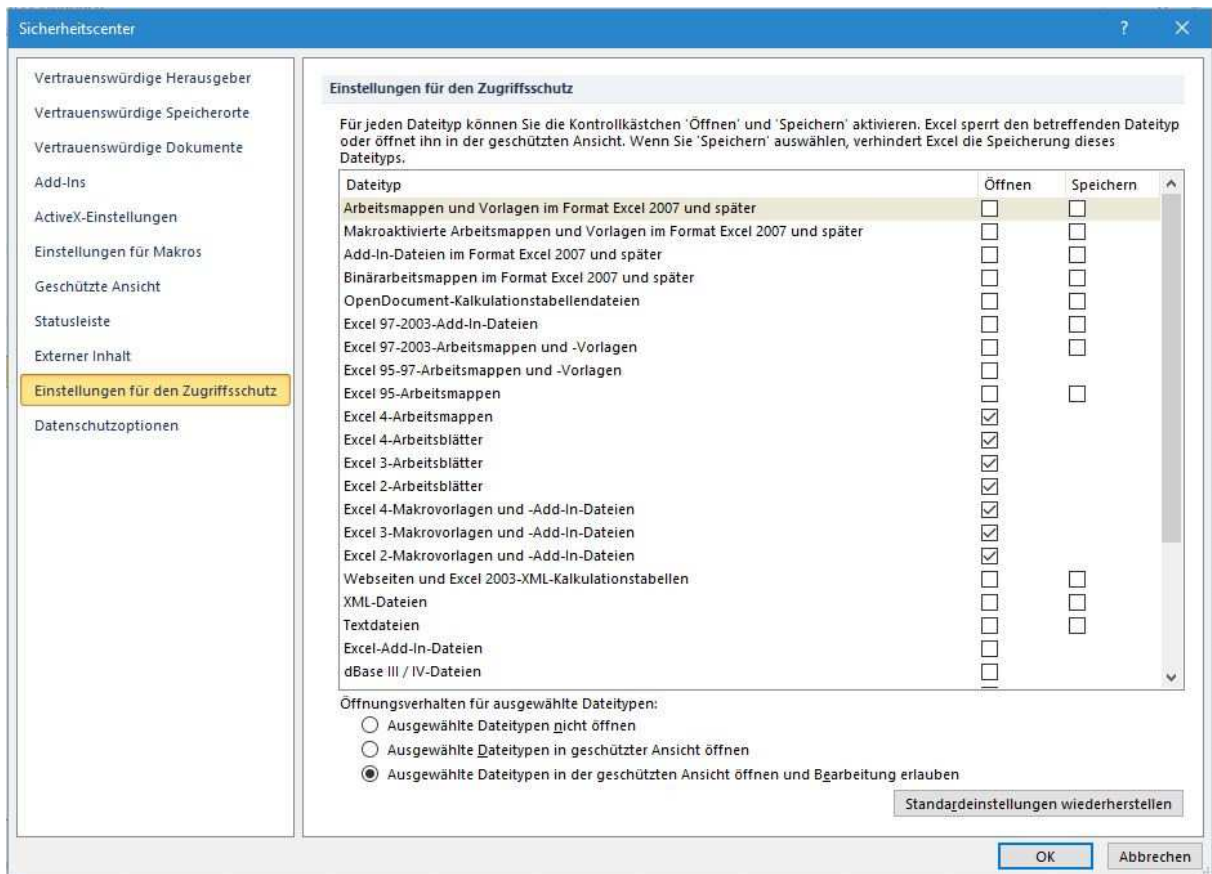 Sicherheitscenter
Vertrauenswürdige Herausgeber
Vertrauenswürdige Speicherorte
Vertrauenswürdige Dokumente
Add-Ins
ActiveX-Einstellungen
Einstellungen für Makros
Geschützte Ansicht
Statusleiste
Externer Inhalt
Einstellungen für den Zugriffsschutz
Datenschutzoptionen
Einstellungen für den Zugriffsschutz
Für jeden Dateityp können Sie die Kontrollkästchen 'Öffnen' und 'Speichern' aktivieren. Excel sperrt den betreffenden Dateityp
oder öffnet ihn in der geschützten Ansicht. Wenn Sie 'Speichern' auswählen, verhindert Excel die Speicherung dieses
Dateityps.
Dateityp Öffnen Speichern
Arbeitsmappen und Vorlagen im Format Excel 2007 und später
Makroaktivierte Arbeitsmappen und Vorlagen im Format Excel 2007 und später
Add-In-Dateien im Format Excel 2007 und später
Binärarbeitsmappen im Format Excel 2007 und später
OpenDocument-Kalkulationstabellendateien
Excel 97-2003-Add-In-Dateien
Excel 97-2003-Arbeitsmappen und -Vorlagen
Excel 95-97-Arbeitsmappen und -Vorlagen
Excel 95-Arbeitsmappen
Excel 4-Arbeitsmappen
Excel 4-Arbeitsblätter
Excel 3-Arbeitsblätter
Excel 2-Arbeitsblätter
Excel 4-Makrovorlagen und -Add-In-Dateien
Excel 3-Makrovorlagen und -Add-In-Dateien
Excel 2-Makrovorlagen und -Add-In-Dateien
Webseiten und Excel 2003-XML-Kalkulationstabellen
XML-Dateien
Textdateien
Excel-Add-In-Dateien
dBase III / IV-Dateien
Öffnungsverhalten für ausgewählte Dateitypen:
Ausgewählte Dateitypen nicht öffnen
Ausgewählte Dateitypen in geschützter Ansicht öffnen
Ausgewählte Dateitypen in der geschützten Ansicht öffnen und Bearbeitung erlauben
Standardeinstellungen wiederherstellen
OK Abbrechen